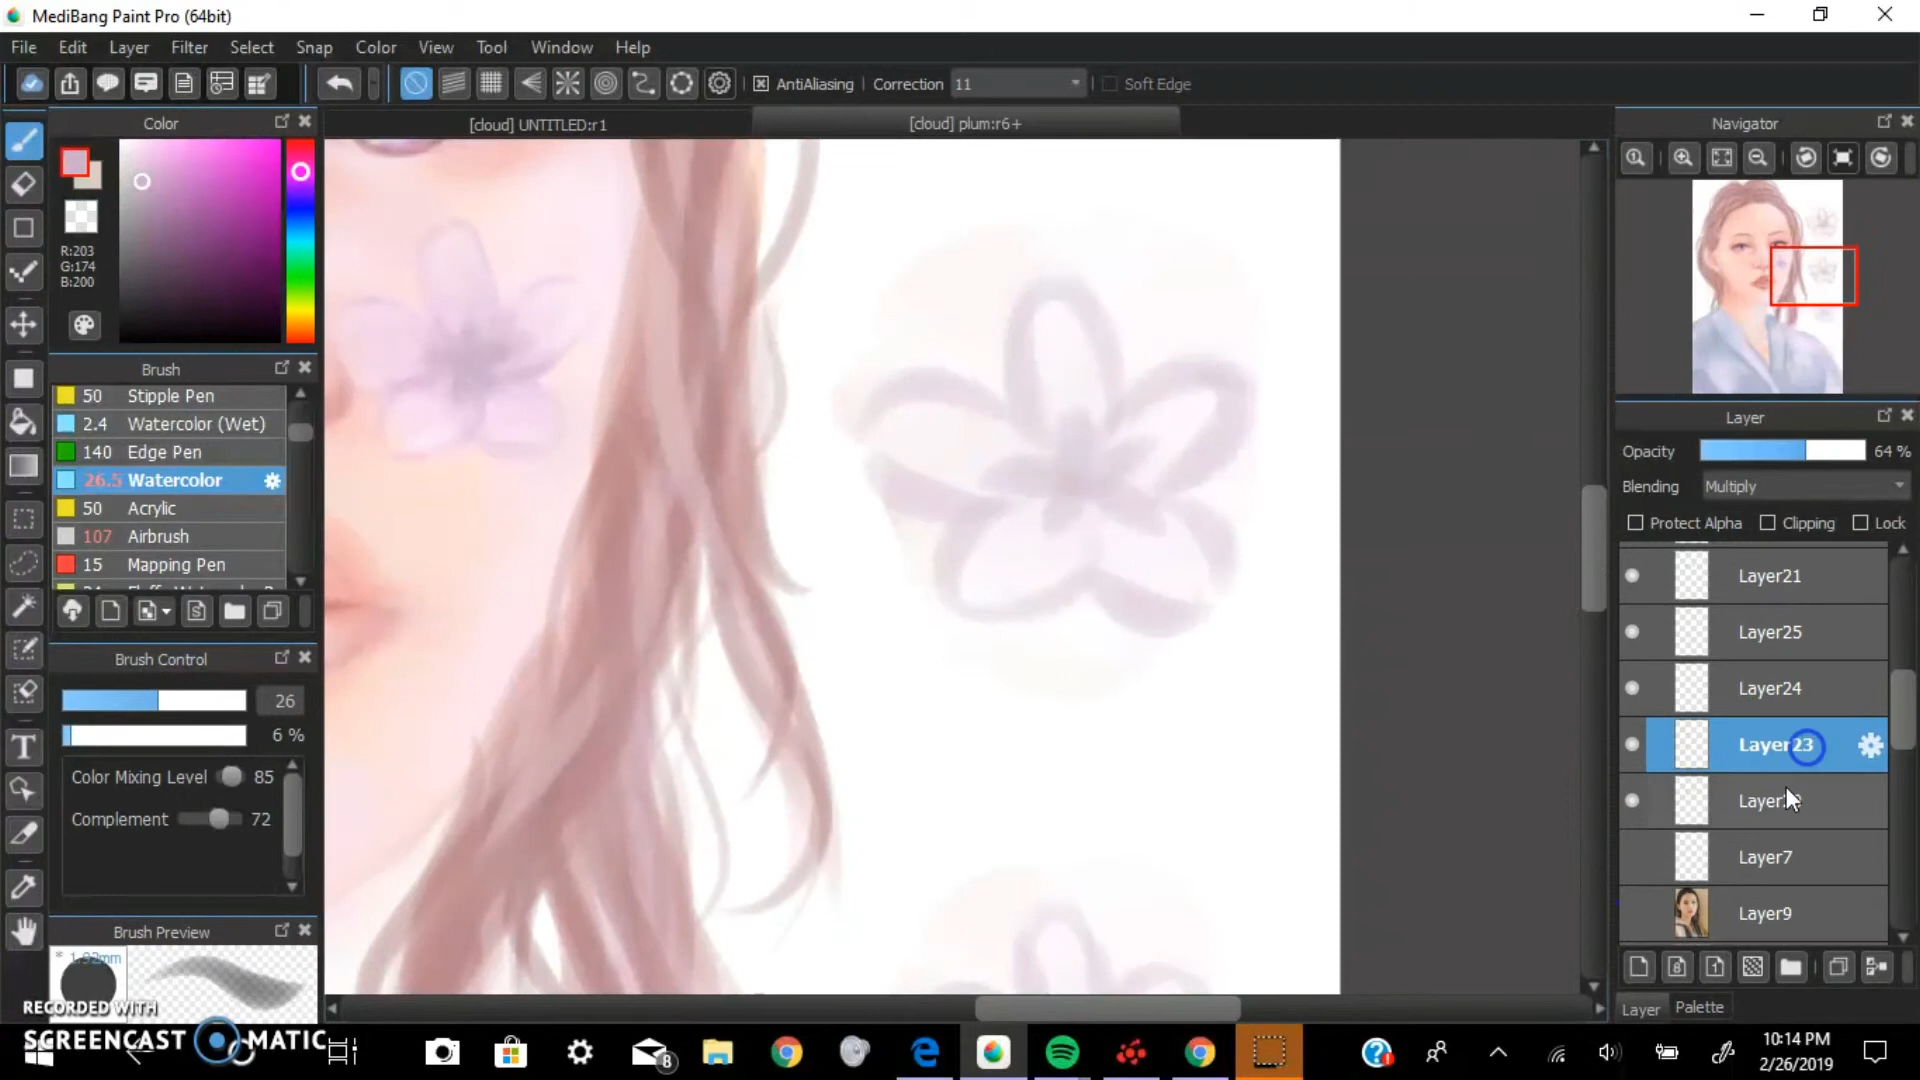 MediBang Paint Pro (64bit)
File Edit Layer Filter Select Snap Color View Tool Window Help
AntiAliasing Correction 11 Soft Edge
Color
[cloud] UNTITLED:r1
[cloud] plum:r6+
Navigator
R:203
G:174
B:200
Brush
50 Stipple Pen
2.4 Watercolor (Wet)
140 Edge Pen
26.5 Watercolor
50 Acrylic
107 Airbrush
15 Mapping Pen
Layer
Opacity 64 %
Blending Multiply
Protect Alpha Clipping Lock
Layer21
Layer25
Layer24
Layer23
Layer7
Layer9
Layer Palette
Brush Control
26
6 %
Color Mixing Level 85
Complement 72
Brush Preview
* 1.92mm
RECORDED WITH
SCREENCAST MATIC
8
10:14 PM
2/26/2019